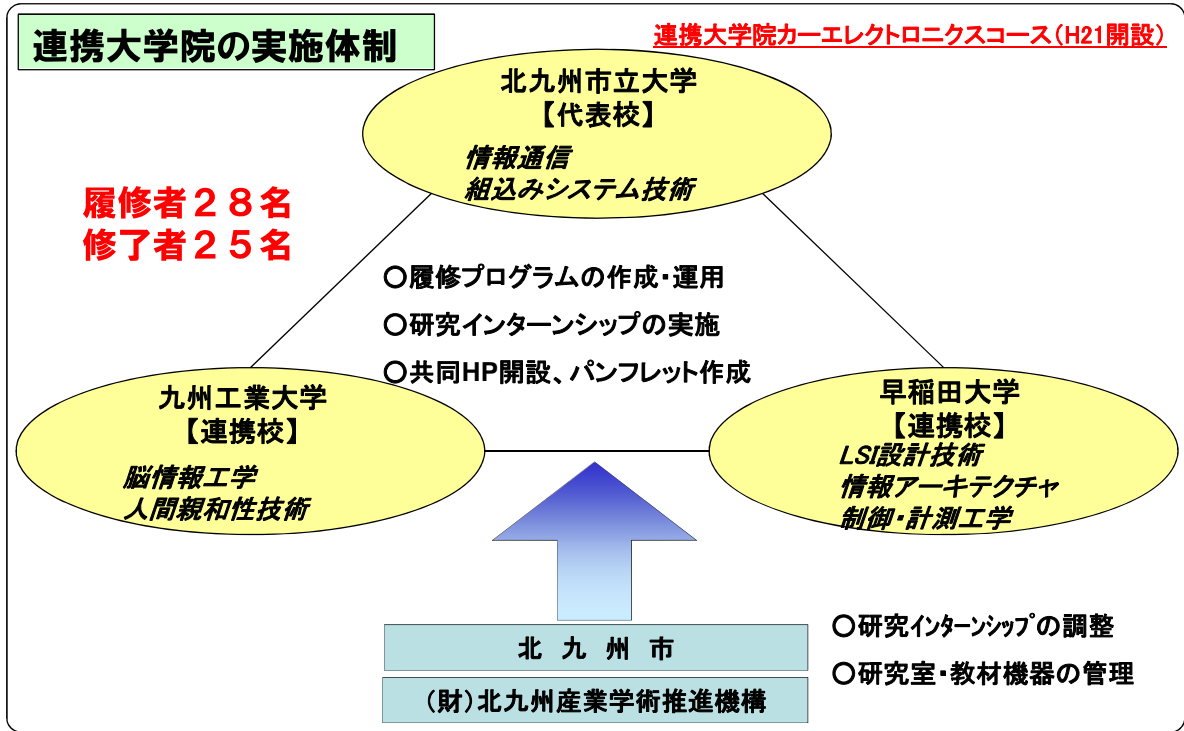 連携大学院の実施体制
連携大学院カーエレクトロニクスコース（H21開設）
北九州市立大学
【代表校】
情報通信
組込みシステム技術
履修者２８名
修了者２５名
○履修プログラムの作成・運用
○研究インターンシップの実施
○共同HP開設、パンフレット作成
九州工業大学
【連携校】
脳情報工学
人間親和性技術
早稲田大学
【連携校】
LSI設計技術
情報アーキテクチャ
制御・計測工学
北 九 州 市
（財）北九州産業学術推進機構
○研究ｲﾝﾀｰﾝｼｯﾌﾟの調整
○研究室・教材機器の管理